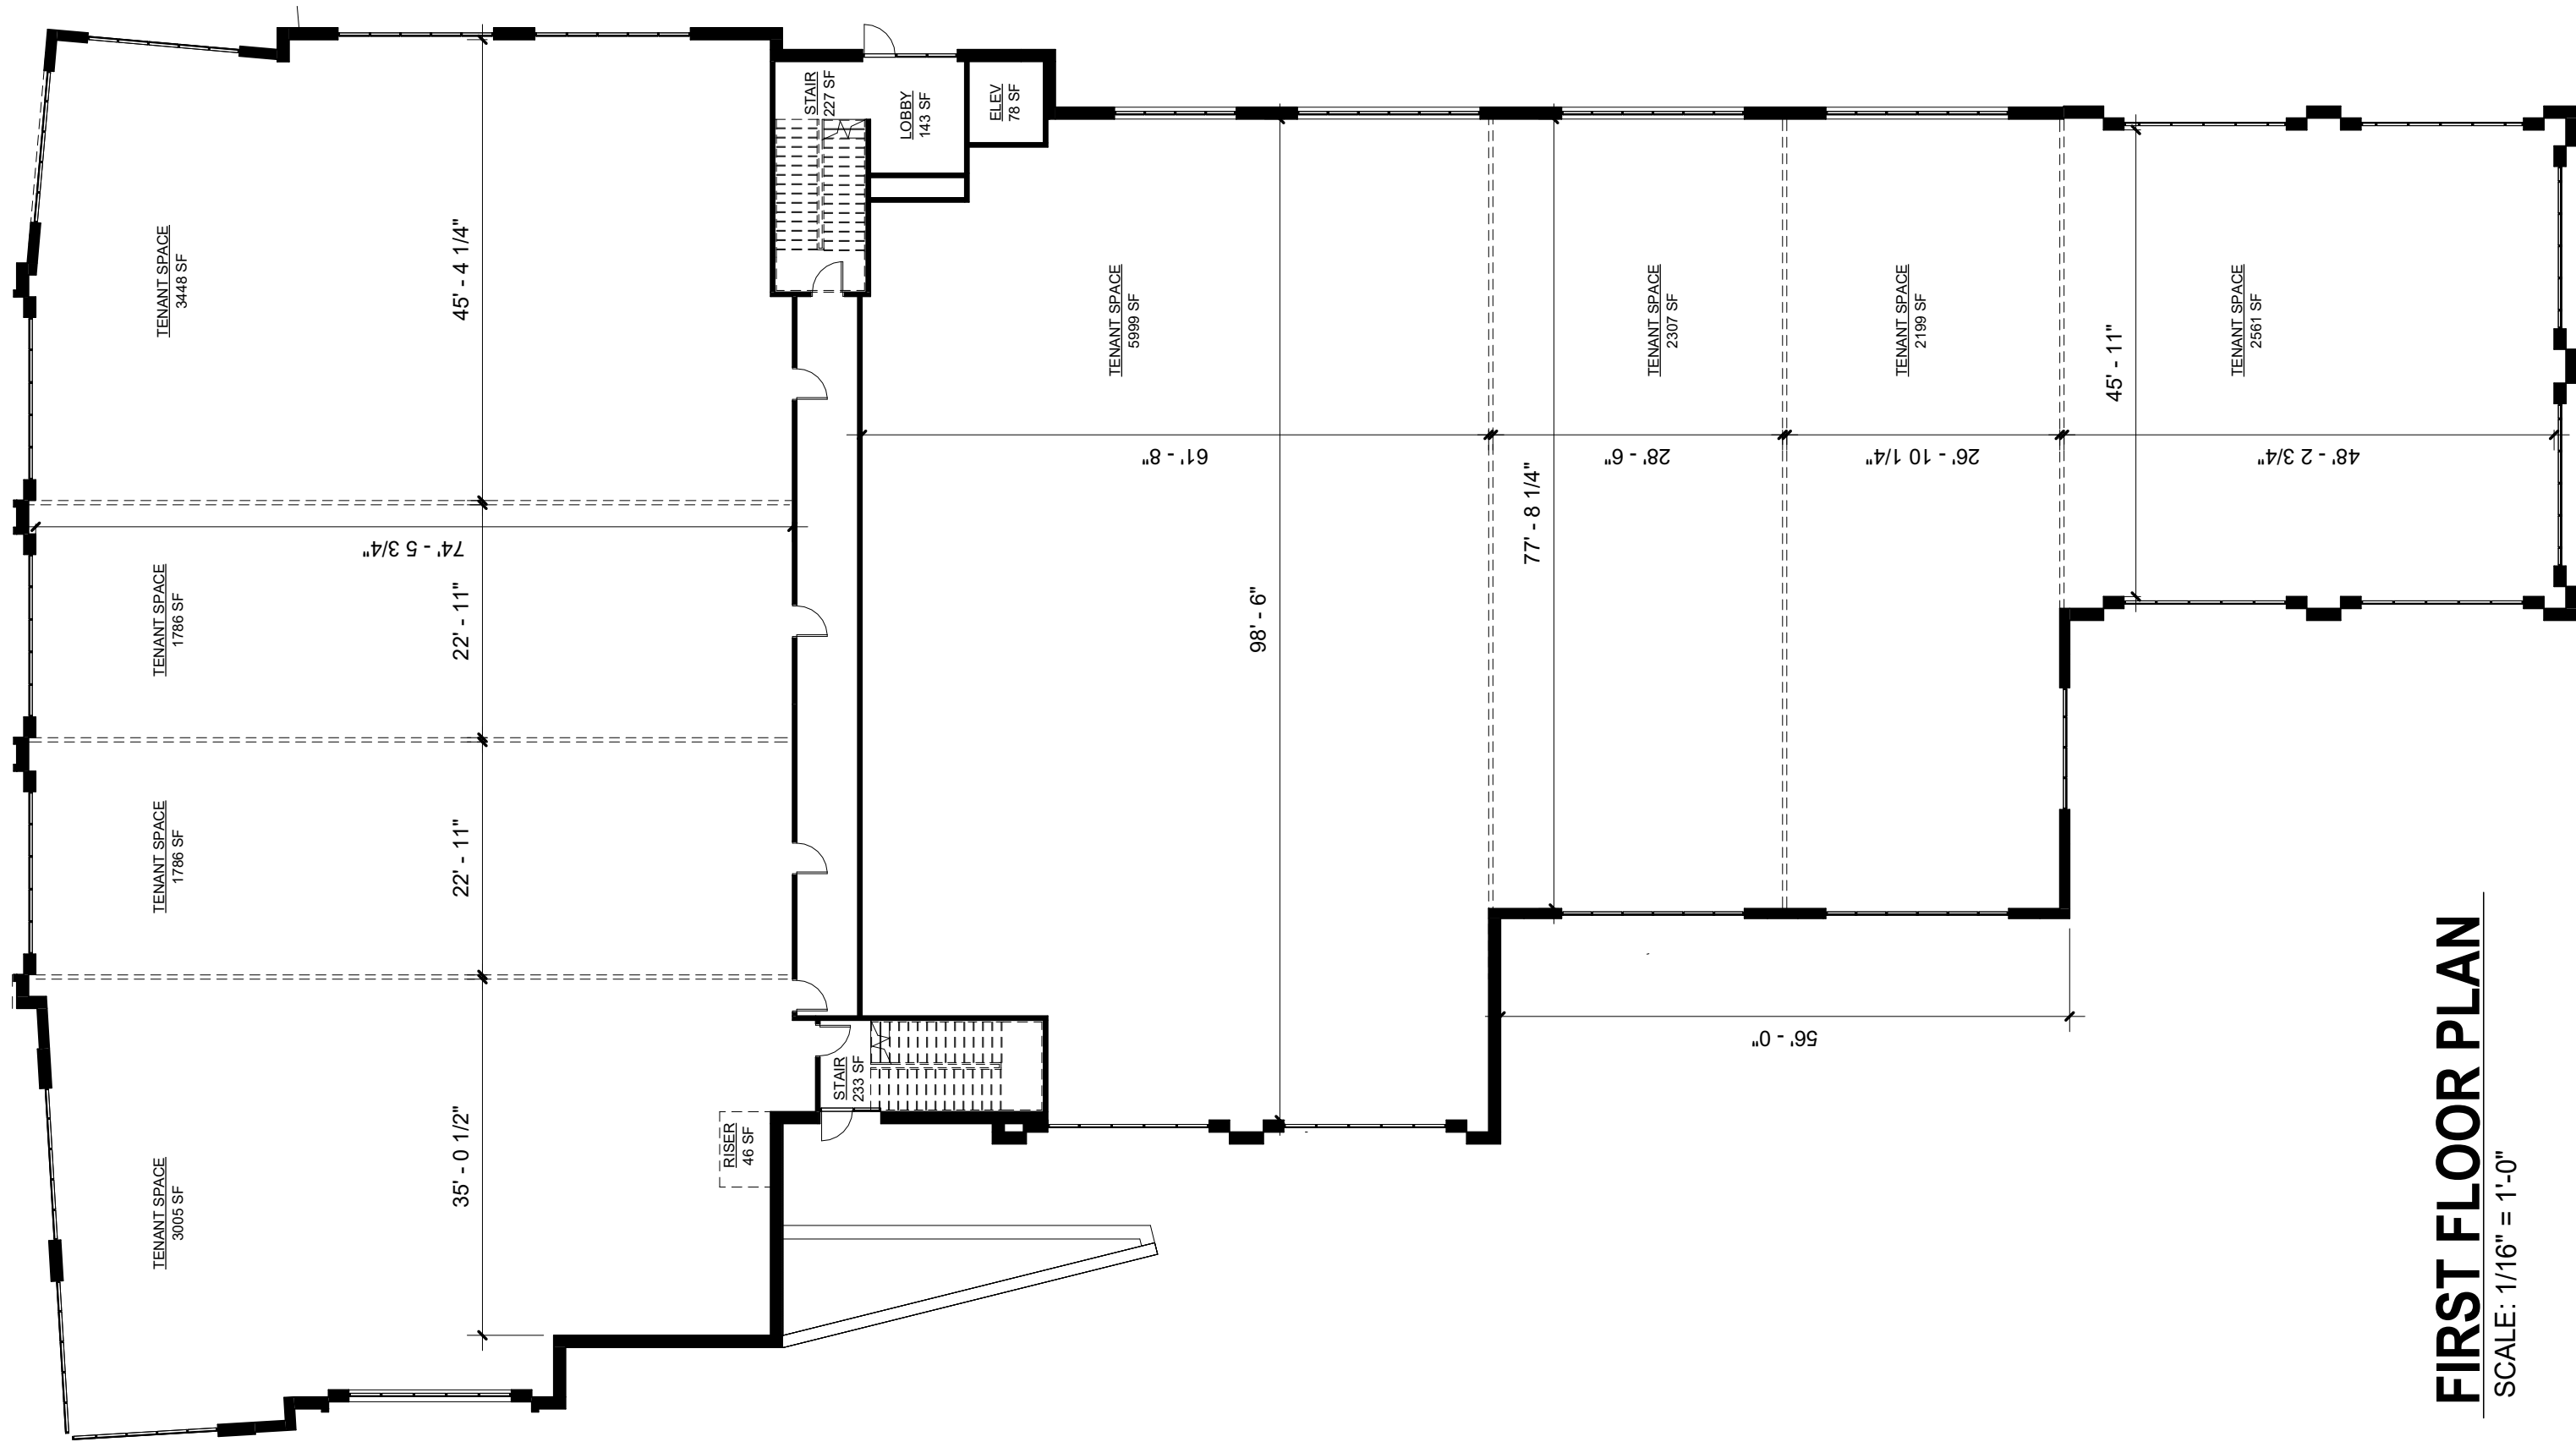 TENANT SPACE
3448 SF
45' - 4 1/4"
STAIR
227 SF
LOBBY
143 SF
ELEV
78 SF
TENANT SPACE
1786 SF
22' - 11"
74' - 5 3/4"
TENANT SPACE
1786 SF
22' - 11"
TENANT SPACE
3005 SF
35' - 0 1/2"
RISER
46 SF
STAIR
233 SF
TENANT SPACE
5999 SF
61' - 8"
98' - 6"
TENANT SPACE
2307 SF
28' - 6"
77' - 8 1/4"
TENANT SPACE
2199 SF
26' - 10 1/4"
TENANT SPACE
2561 SF
45' - 11"
48' - 2 3/4"
56' - 0"
FIRST FLOOR PLAN
SCALE: 1/16" = 1'-0"